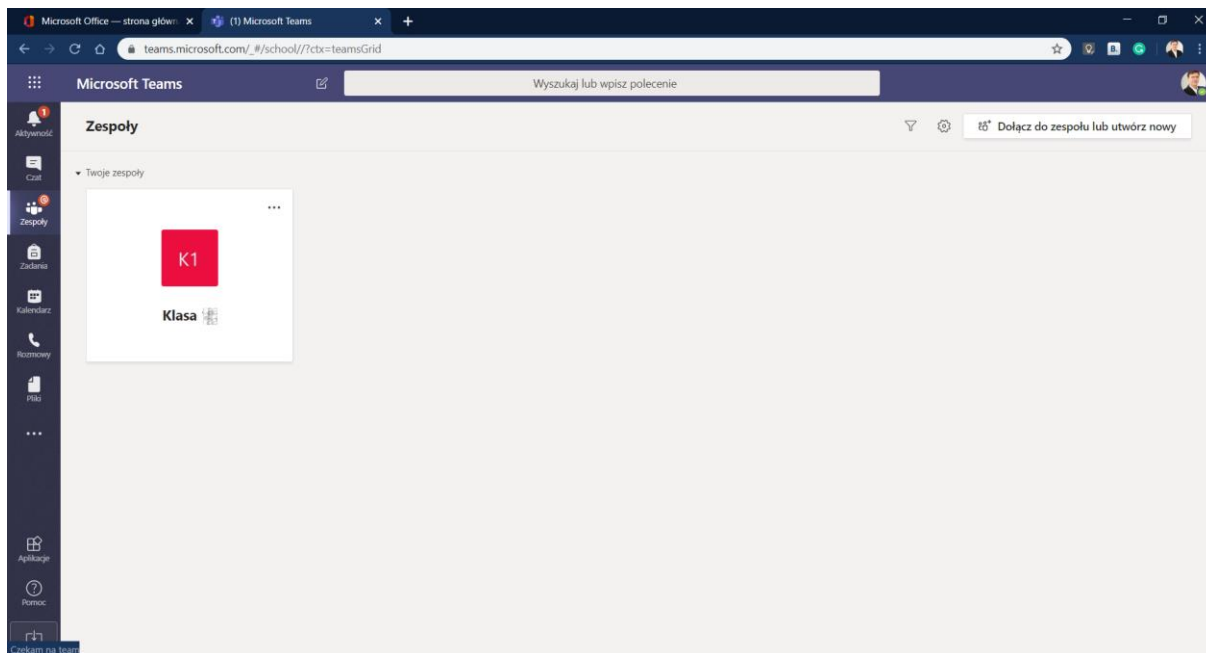 Microsoft Office — strona główn
(1) Microsoft Teams
teams.microsoft.com/_#/school//?ctx=teamsGrid
Microsoft Teams
Wyszukaj lub wpisz polecenie
1
Aktywność
Zespoły
Dołącz do zespołu lub utwórz nowy
Czat
Twoje zespoły
Zespoły
K1
Zadania
Klasa
Kalendarz
Rozmowy
Pliki
Aplikacje
Pomoc
Czekam na team